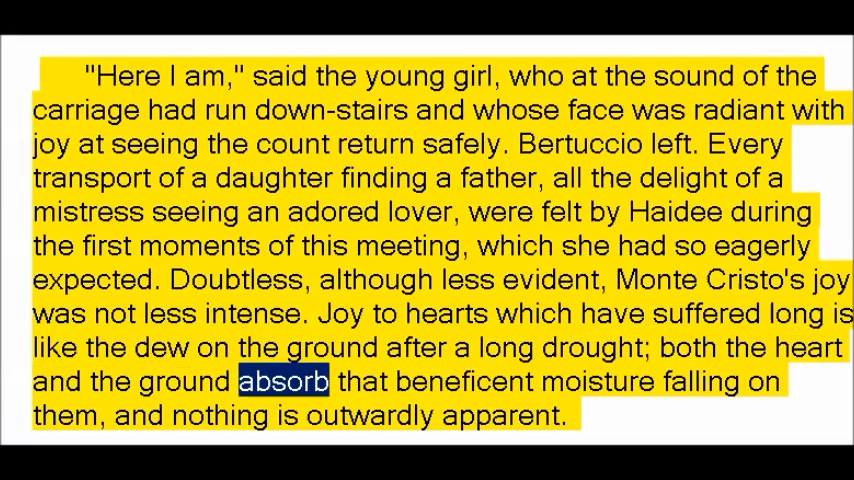 "Here I am," said the young girl, who at the sound of the
carriage had run down-stairs and whose face was radiant with
joy at seeing the count return safely. Bertuccio left. Every
transport of a daughter finding a father, all the delight of a
mistress seeing an adored lover, were felt by Haidee during
the first moments of this meeting, which she had so eagerly
expected. Doubtless, although less evident, Monte Cristo's joy
was not less intense. Joy to hearts which have suffered long is
like the dew on the ground after a long drought; both the heart
and the ground absorb that beneficent moisture falling on
them, and nothing is outwardly apparent.